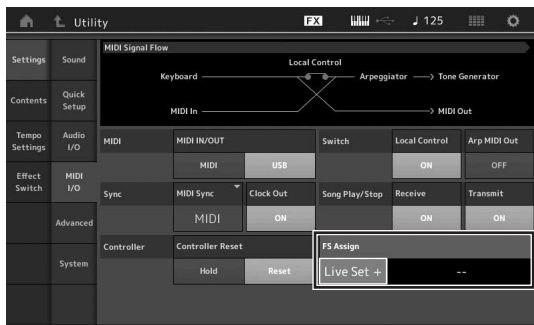 Utility
FX
♩ 125
Settings
Contents
Tempo Settings
Effect Switch
Sound
Quick Setup
Audio I/O
MIDI I/O
Advanced
System
MIDI Signal Flow
Local Control
Keyboard
Arpeggiator
Tone Generator
MIDI In
MIDI Out
MIDI
MIDI IN/OUT
MIDI
USB
Switch
Local Control
ON
Arp MIDI Out
OFF
Sync
MIDI Sync
MIDI
Clock Out
ON
Song Play/Stop
Receive
ON
Transmit
ON
Controller
Controller Reset
Hold
Reset
FS Assign
Live Set +
--